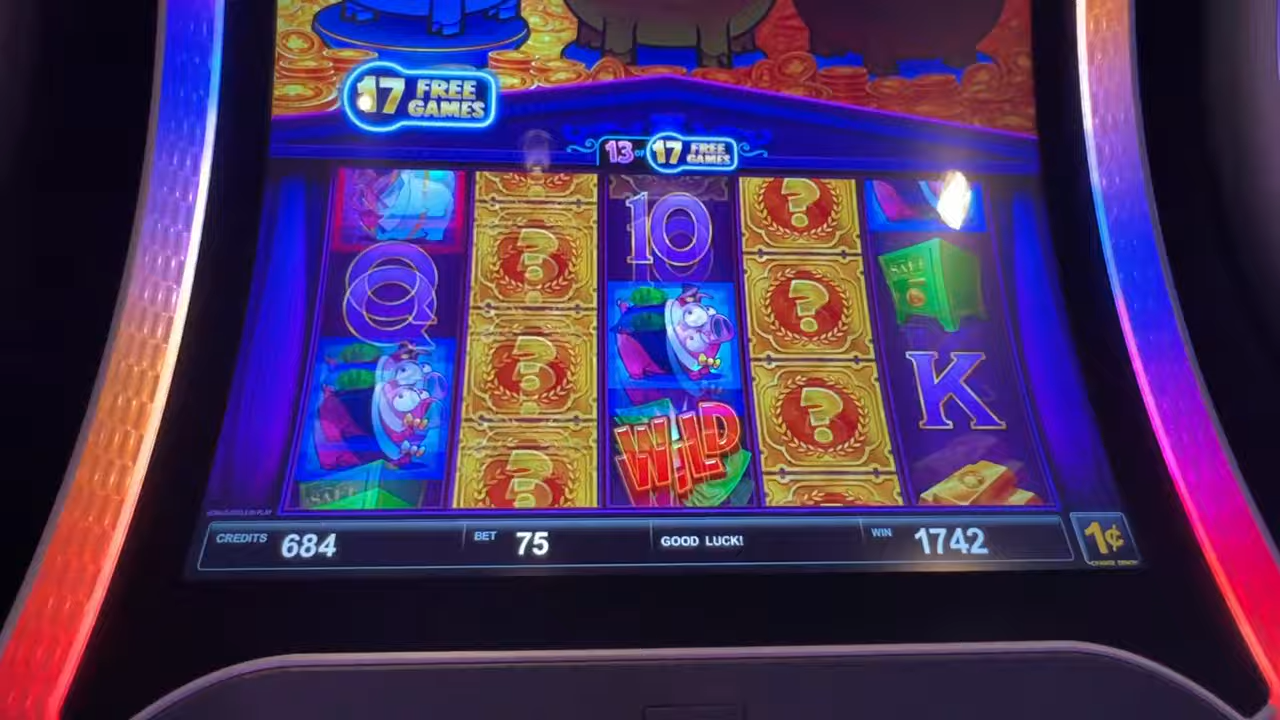 17 FREE GAMES
13 OF 17 FREE GAMES
10
Q
SAFE
K
WILD
SAFE
CREDITS 684 BET 75 GOOD LUCK! WIN 1742 1¢